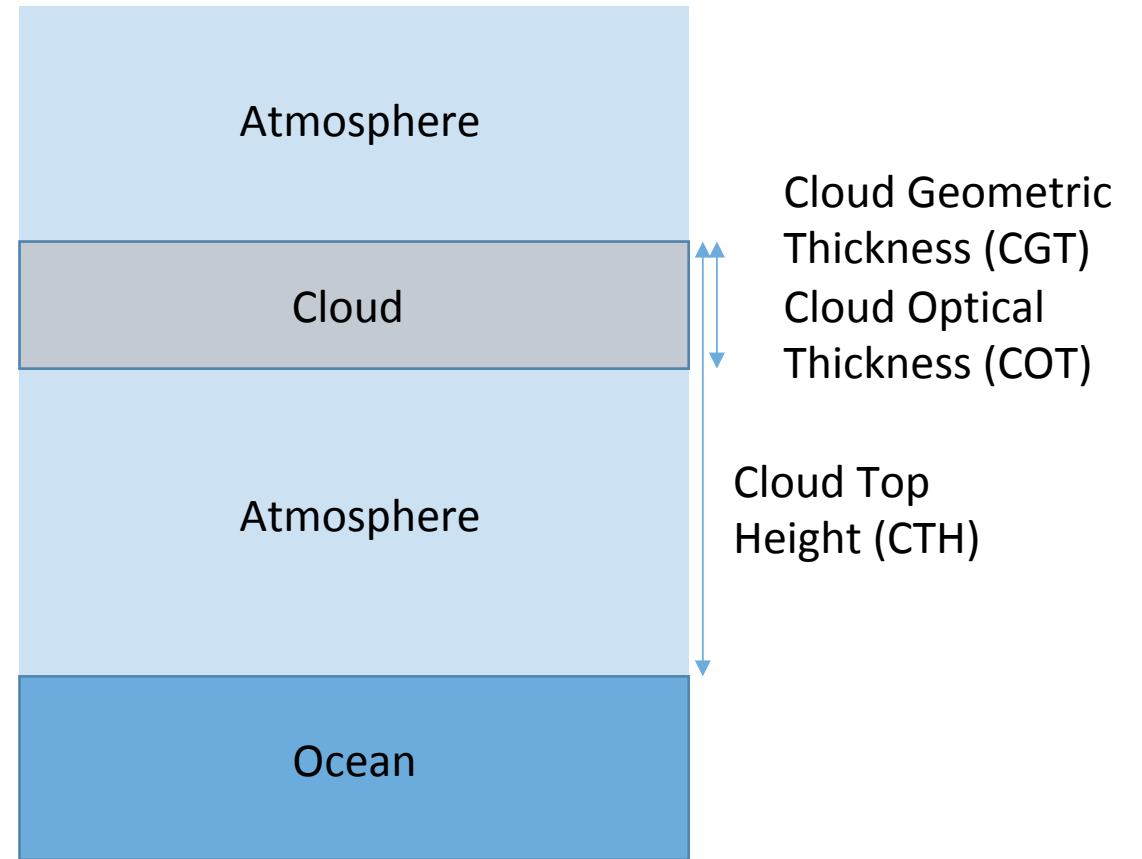 Atmosphere
Cloud Geometric
Thickness (CGT)
Cloud
Cloud Optical
Thickness (COT)
Cloud Top
Height (CTH)
Atmosphere
Ocean